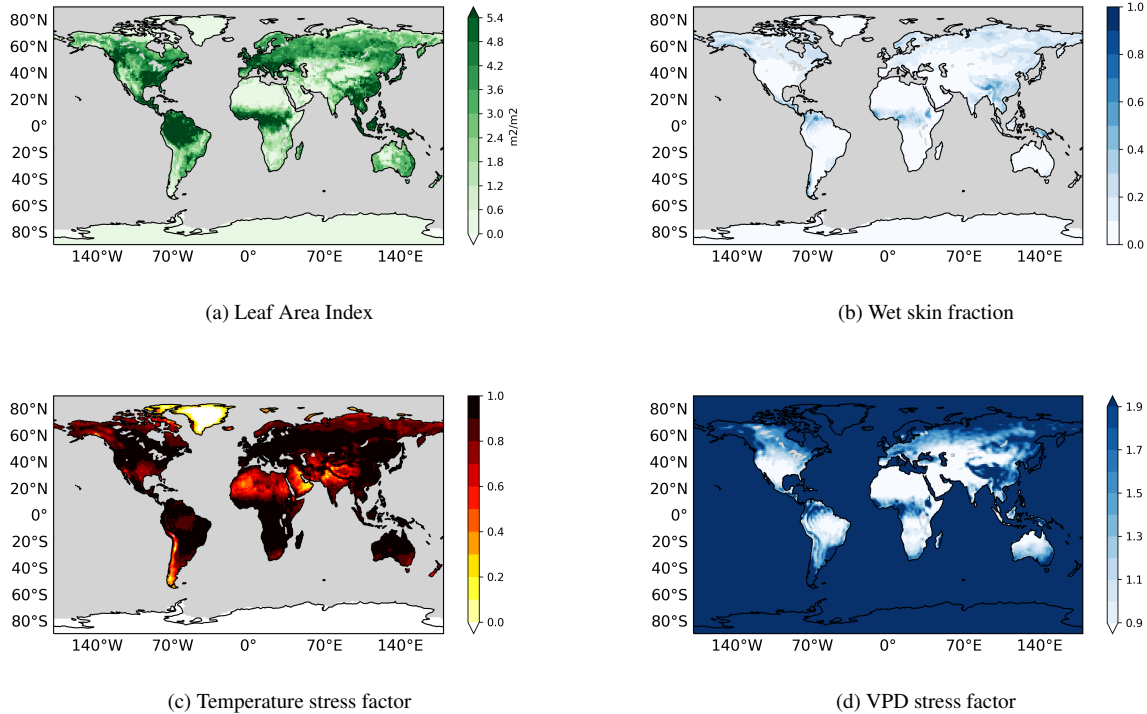 80°N
60°N
40°N
20°N
0°
20°S
40°S
60°S
80°S
140°W 70°W 0° 70°E 140°E
5.4
4.8
4.2
3.6
3.0
2.4
1.8
1.2
0.6
0.0
m2/m2
(a) Leaf Area Index
80°N
60°N
40°N
20°N
0°
20°S
40°S
60°S
80°S
140°W 70°W 0° 70°E 140°E
1.0
0.8
0.6
0.4
0.2
0.0
(b) Wet skin fraction
80°N
60°N
40°N
20°N
0°
20°S
40°S
60°S
80°S
140°W 70°W 0° 70°E 140°E
1.0
0.8
0.6
0.4
0.2
0.0
(c) Temperature stress factor
80°N
60°N
40°N
20°N
0°
20°S
40°S
60°S
80°S
140°W 70°W 0° 70°E 140°E
1.9
1.7
1.5
1.3
1.1
0.9
(d) VPD stress factor